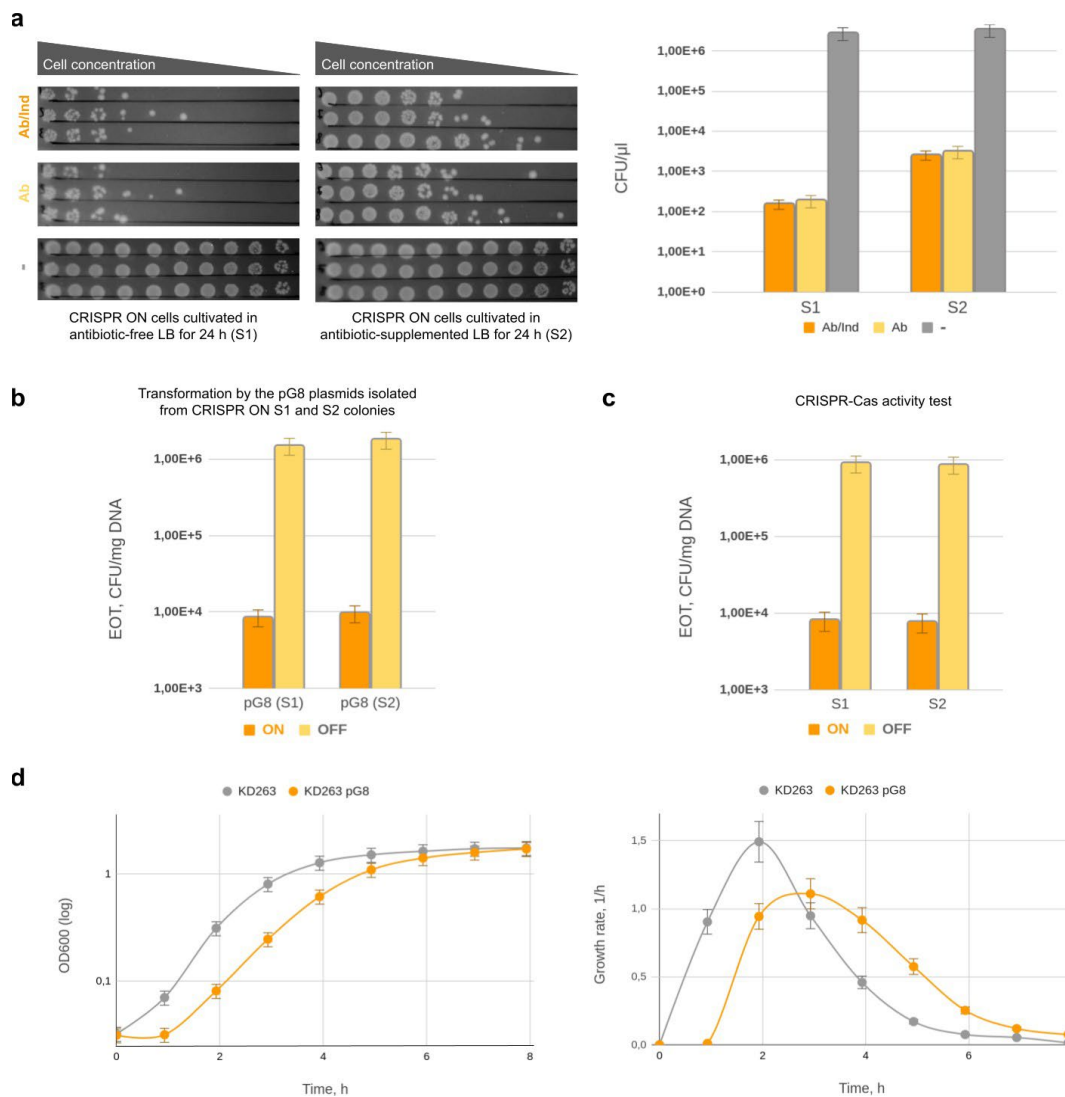 a
Cell concentration
Cell concentration
Ab/Ind
Ab
-
CRISPR ON cells cultivated in
antibiotic-free LB for 24 h (S1)
CRISPR ON cells cultivated in
antibiotic-supplemented LB for 24 h (S2)
CFU/µl
1,00E+6
1,00E+5
1,00E+4
1,00E+3
1,00E+2
1,00E+1
1,00E+0
S1
S2
Ab/Ind
Ab
-
b
Transformation by the pG8 plasmids isolated
from CRISPR ON S1 and S2 colonies
EOT, CFU/mg DNA
1,00E+6
1,00E+5
1,00E+4
1,00E+3
pG8 (S1)
pG8 (S2)
ON
OFF
c
CRISPR-Cas activity test
EOT, CFU/mg DNA
1,00E+6
1,00E+5
1,00E+4
1,00E+3
S1
S2
ON
OFF
d
KD263
KD263 pG8
OD600 (log)
1
0,1
0
2
4
6
8
Time, h
KD263
KD263 pG8
Growth rate, 1/h
1,5
1,0
0,5
0,0
0
2
4
6
Time, h